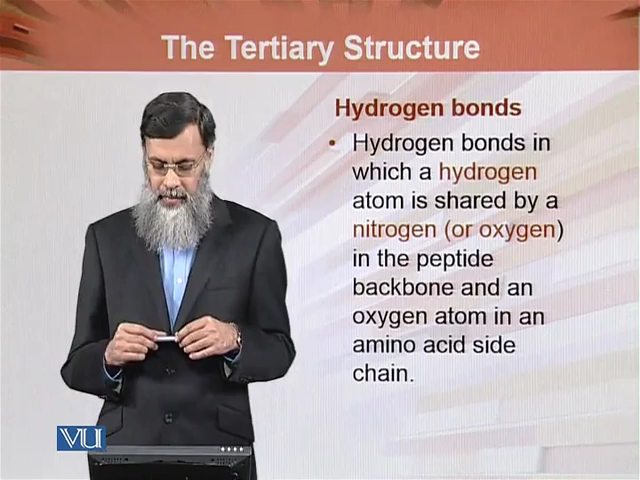 The Tertiary Structure
Hydrogen bonds
• Hydrogen bonds in
which a hydrogen
atom is shared by a
nitrogen (or oxygen)
in the peptide
backbone and an
oxygen atom in an
amino acid side
chain.
VU